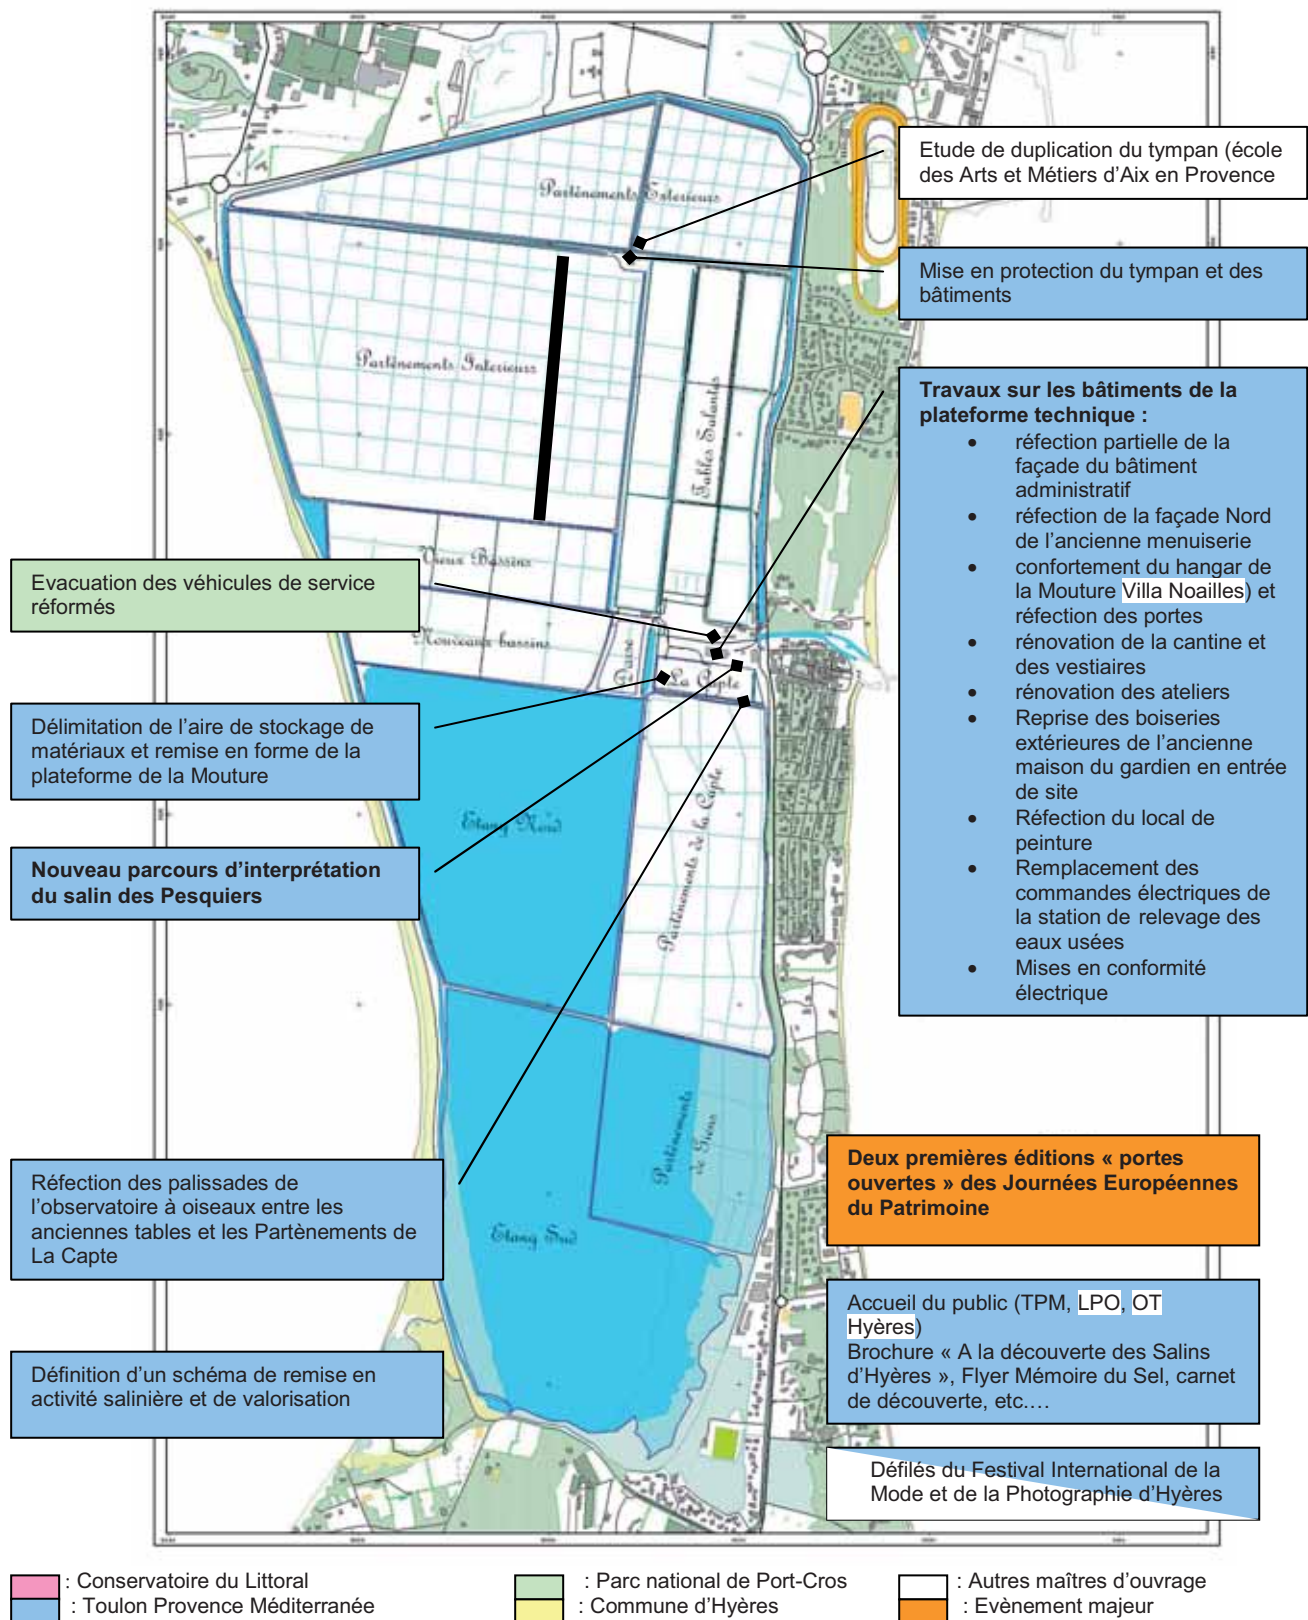 Etude de duplication du tympan (école
des Arts et Métiers d'Aix en Provence
Partènements Exterieurs
Mise en protection du tympan et des
bâtiments
Partènements Interieurs
Tables Salantes
Travaux sur les bâtiments de la
plateforme technique :
• réfection partielle de la
façade du bâtiment
administratif
• réfection de la façade Nord
de l'ancienne menuiserie
• confortement du hangar de
la Mouture Villa Noailles) et
réfection des portes
• rénovation de la cantine et
des vestiaires
• rénovation des ateliers
• Reprise des boiseries
extérieures de l'ancienne
maison du gardien en entrée
de site
• Réfection du local de
peinture
• Remplacement des
commandes électriques de
la station de relevage des
eaux usées
• Mises en conformité
électrique
Vieux Bassins
Evacuation des véhicules de service
réformés
Nouveaux bassins
La Capte
Délimitation de l'aire de stockage de
matériaux et remise en forme de la
plateforme de la Mouture
Etang Nord
Partènements de la Capte
Nouveau parcours d'interprétation
du salin des Pesquiers
Partènements
de Giens
Réfection des palissades de
l'observatoire à oiseaux entre les
anciennes tables et les Partènements de
La Capte
Etang Sud
Deux premières éditions « portes
ouvertes » des Journées Européennes
du Patrimoine
Accueil du public (TPM, LPO, OT
Hyères)
Brochure « A la découverte des Salins
d'Hyères », Flyer Mémoire du Sel, carnet
de découverte, etc.…
Définition d'un schéma de remise en
activité salinière et de valorisation
Défilés du Festival International de la
Mode et de la Photographie d'Hyères
: Conservatoire du Littoral
: Parc national de Port-Cros
: Autres maîtres d'ouvrage
: Toulon Provence Méditerranée
: Commune d'Hyères
: Evènement majeur